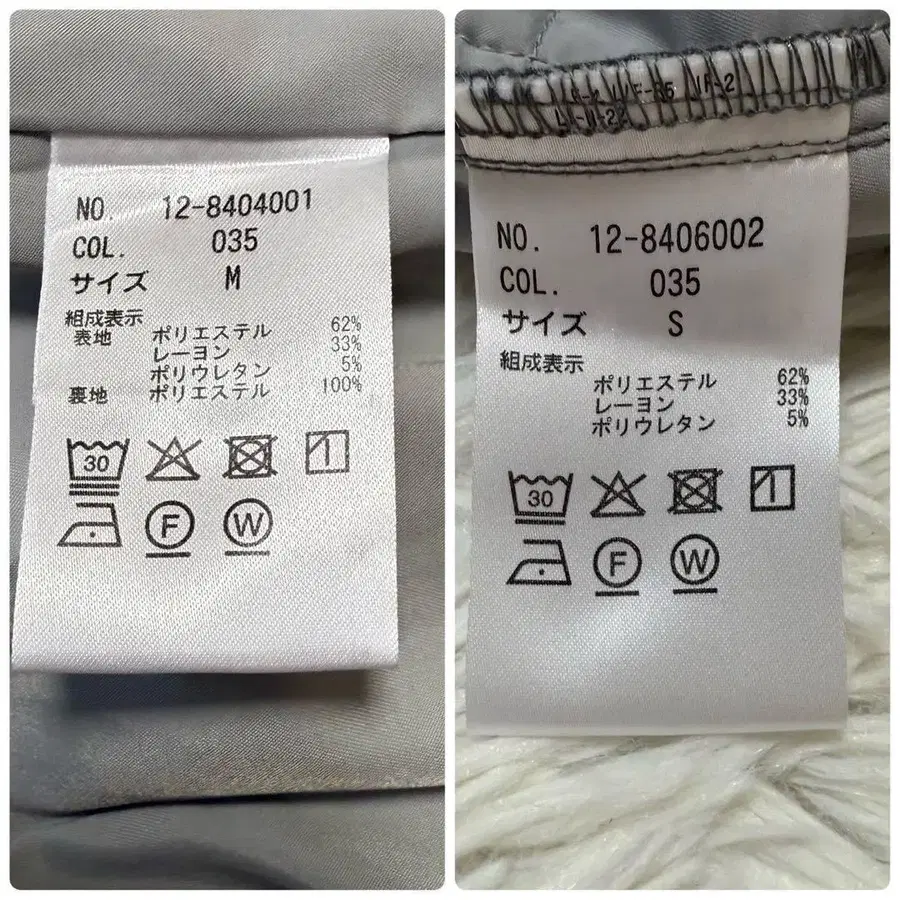 NO. 12-8404001
COL. 035
サイズ M
組成表示
表地 ポリエステル 62%
レーヨン 33%
ポリウレタン 5%
裏地 ポリエステル 100%
30
F W
NO. 12-8406002
COL. 035
サイズ S
組成表示
ポリエステル 62%
レーヨン 33%
ポリウレタン 5%
30
F W